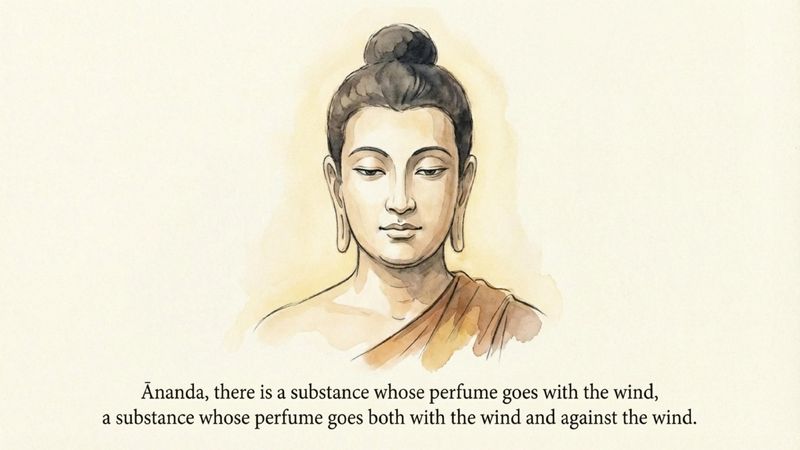 Ānanda, there is a substance whose perfume goes with the wind,
a substance whose perfume goes both with the wind and against the wind.